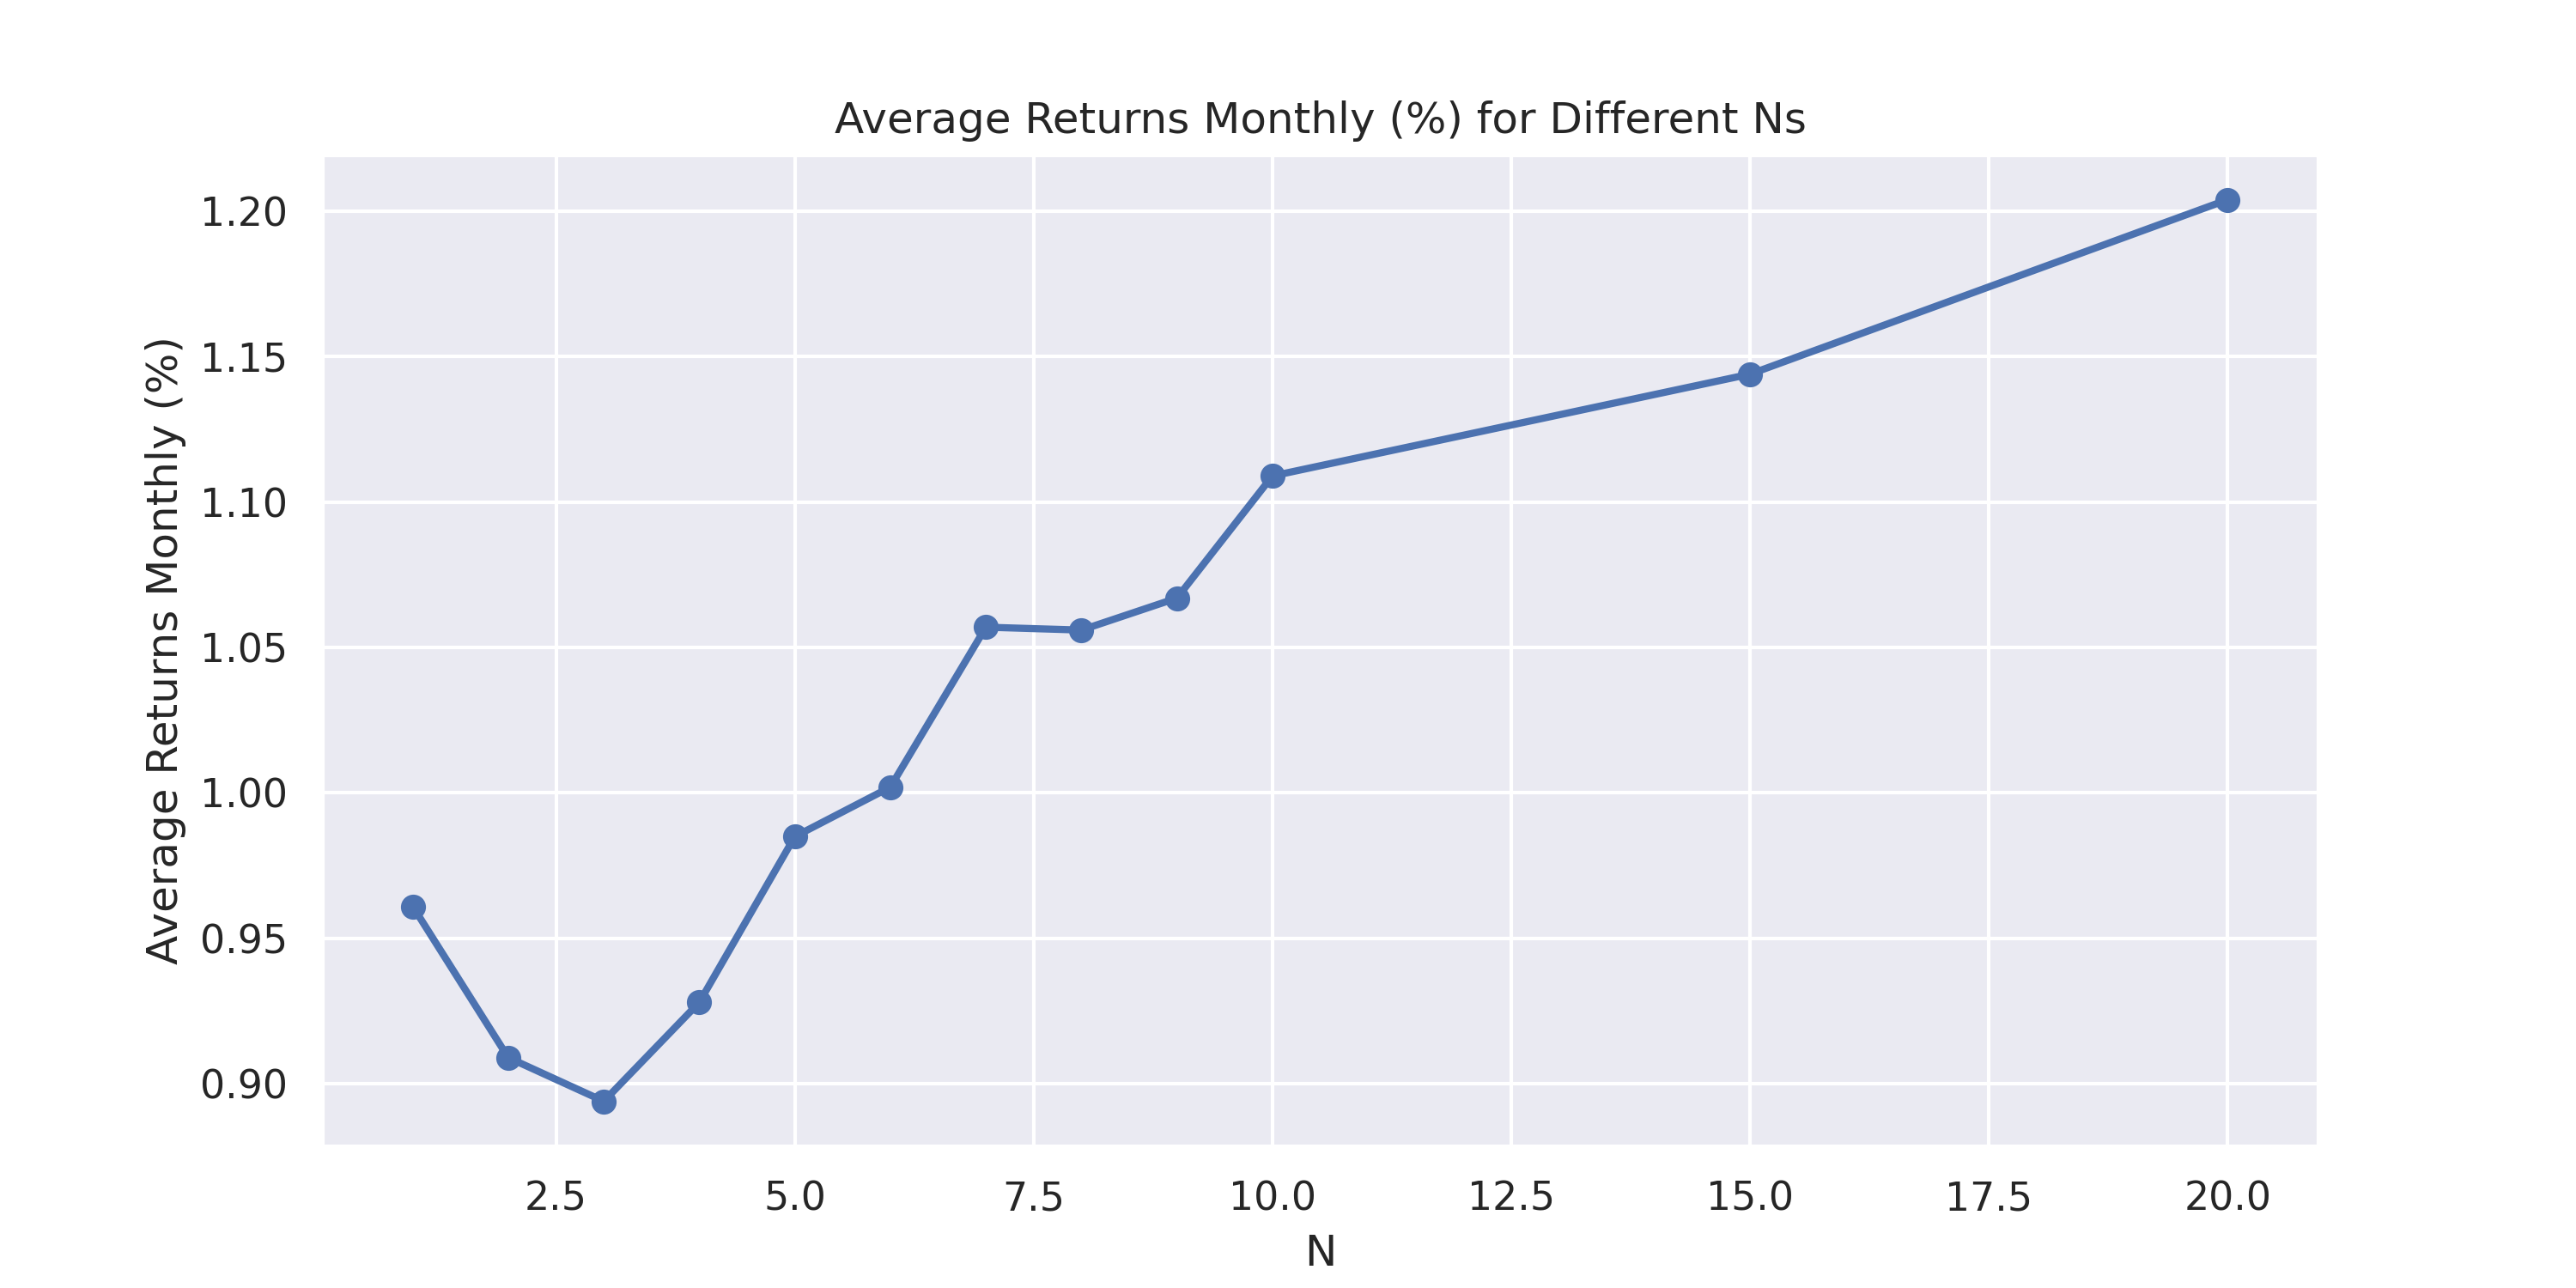 Average Returns Monthly (%) for Different Ns
Average Returns Monthly (%)
1.20
1.15
1.10
1.05
1.00
0.95
0.90
2.5 5.0 7.5 10.0 12.5 15.0 17.5 20.0
N